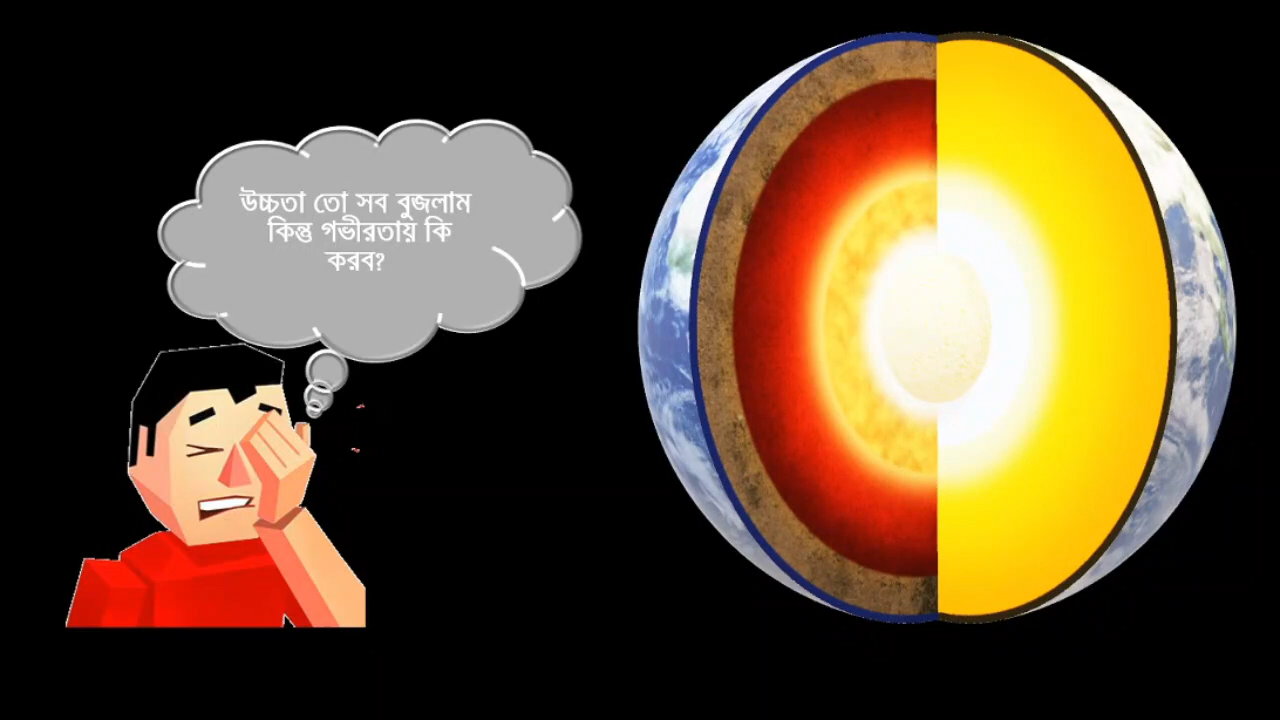 উচ্চতা তো সব বুজলাম
কিন্তু গভীরতায় কি
করব?